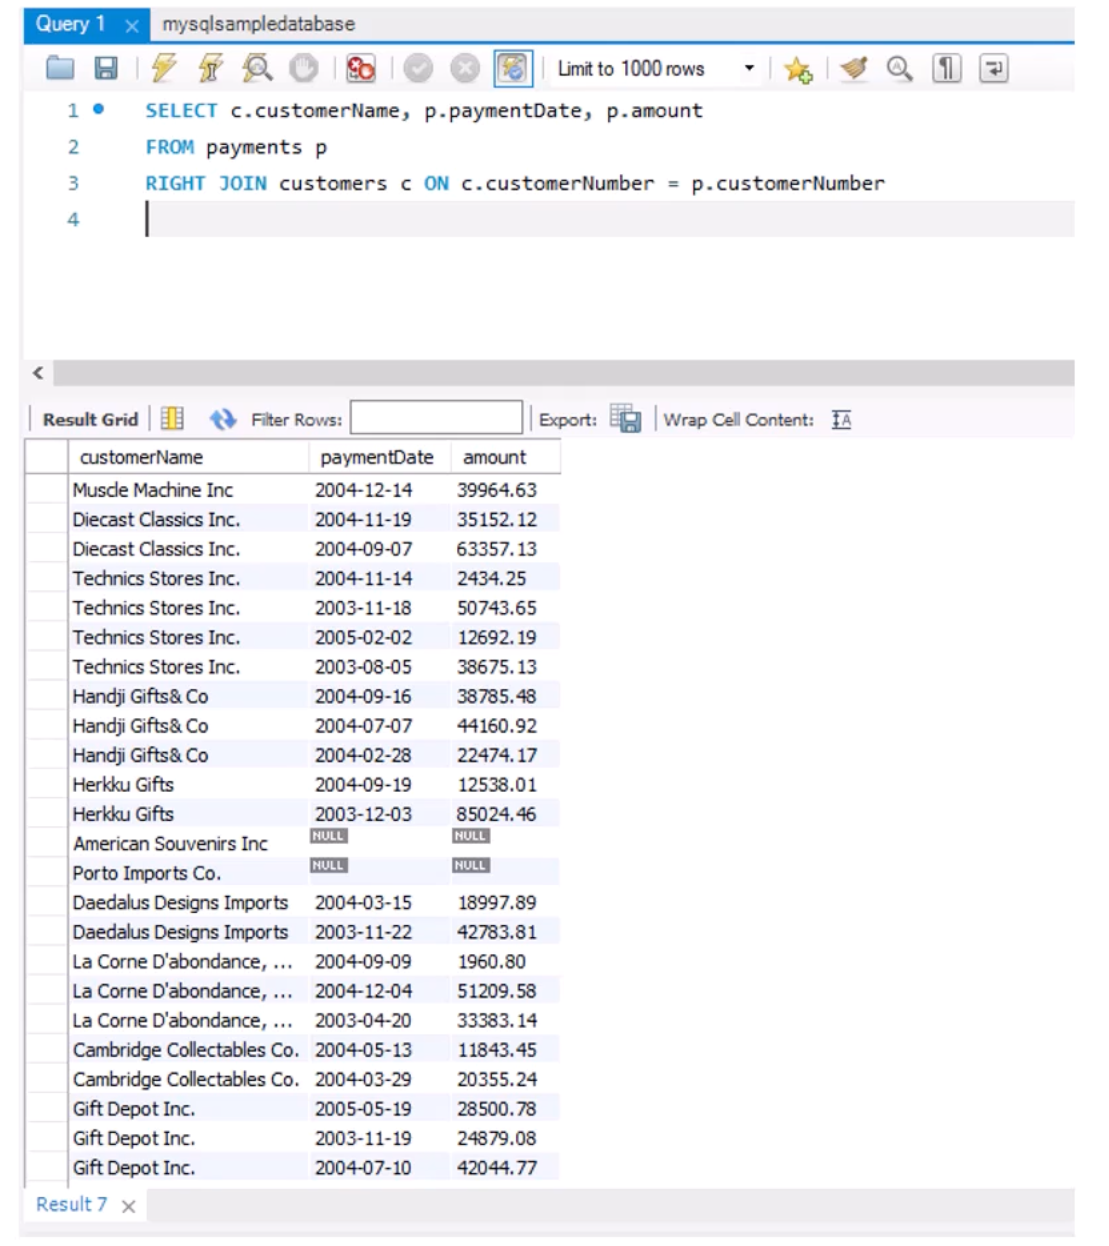 Query 1 mysqlsampledatabase
Limit to 1000 rows
1 SELECT c.customerName, p.paymentDate, p.amount
2 FROM payments p
3 RIGHT JOIN customers c ON c.customerNumber = p.customerNumber
4
Result Grid Filter Rows: Export: Wrap Cell Content:
customerName paymentDate amount
Muscle Machine Inc 2004-12-14 39964.63
Diecast Classics Inc. 2004-11-19 35152.12
Diecast Classics Inc. 2004-09-07 63357.13
Technics Stores Inc. 2004-11-14 2434.25
Technics Stores Inc. 2003-11-18 50743.65
Technics Stores Inc. 2005-02-02 12692.19
Technics Stores Inc. 2003-08-05 38675.13
Handji Gifts& Co 2004-09-16 38785.48
Handji Gifts& Co 2004-07-07 44160.92
Handji Gifts& Co 2004-02-28 22474.17
Herkku Gifts 2004-09-19 12538.01
Herkku Gifts 2003-12-03 85024.46
American Souvenirs Inc NULL NULL
Porto Imports Co. NULL NULL
Daedalus Designs Imports 2004-03-15 18997.89
Daedalus Designs Imports 2003-11-22 42783.81
La Corne D'abondance, ... 2004-09-09 1960.80
La Corne D'abondance, ... 2004-12-04 51209.58
La Corne D'abondance, ... 2003-04-20 33383.14
Cambridge Collectables Co. 2004-05-13 11843.45
Cambridge Collectables Co. 2004-03-29 20355.24
Gift Depot Inc. 2005-05-19 28500.78
Gift Depot Inc. 2003-11-19 24879.08
Gift Depot Inc. 2004-07-10 42044.77
Result 7